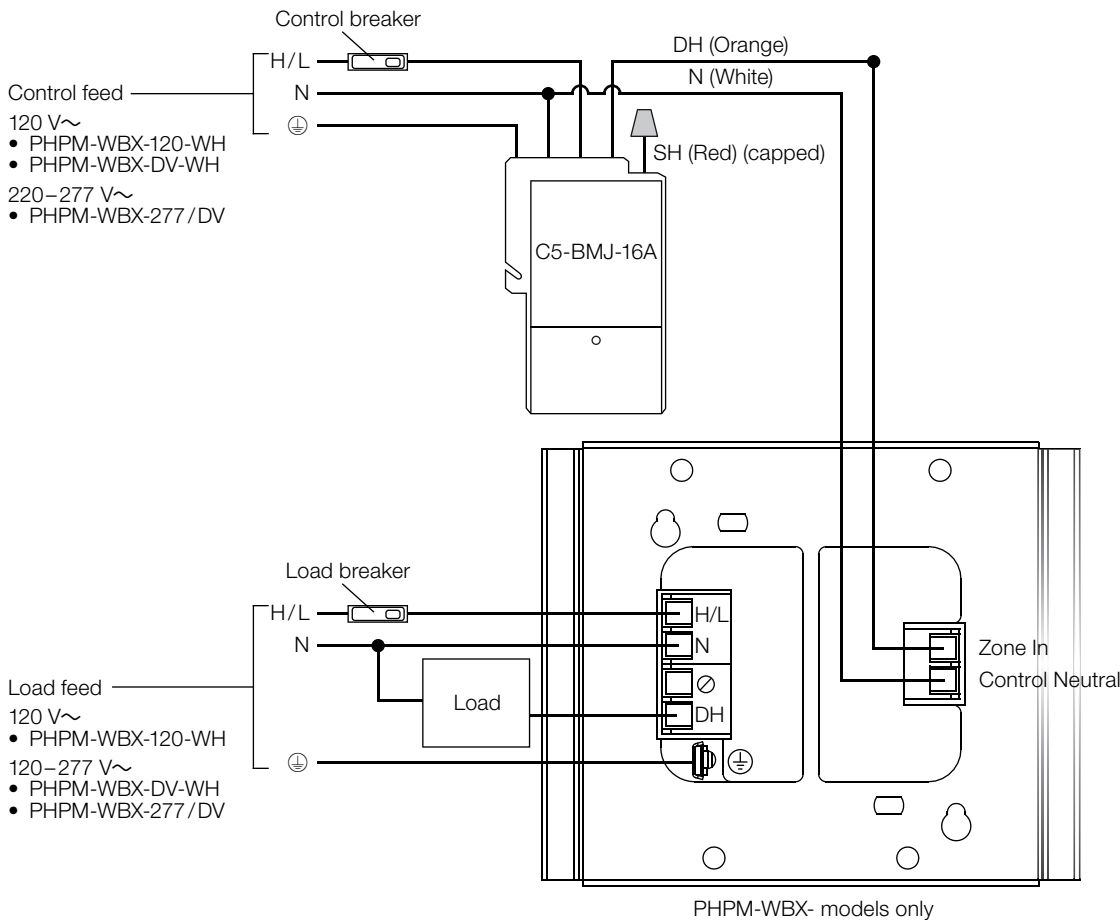 Control breaker
H/L
N
Control feed
120 V~
• PHPM-WBX-120-WH
• PHPM-WBX-DV-WH
220–277 V~
• PHPM-WBX-277/DV
DH (Orange)
N (White)
SH (Red) (capped)
C5-BMJ-16A
Load breaker
H/L
N
Load feed
120 V~
• PHPM-WBX-120-WH
120–277 V~
• PHPM-WBX-DV-WH
• PHPM-WBX-277/DV
Load
H/L
N
DH
Zone In
Control Neutral
PHPM-WBX- models only